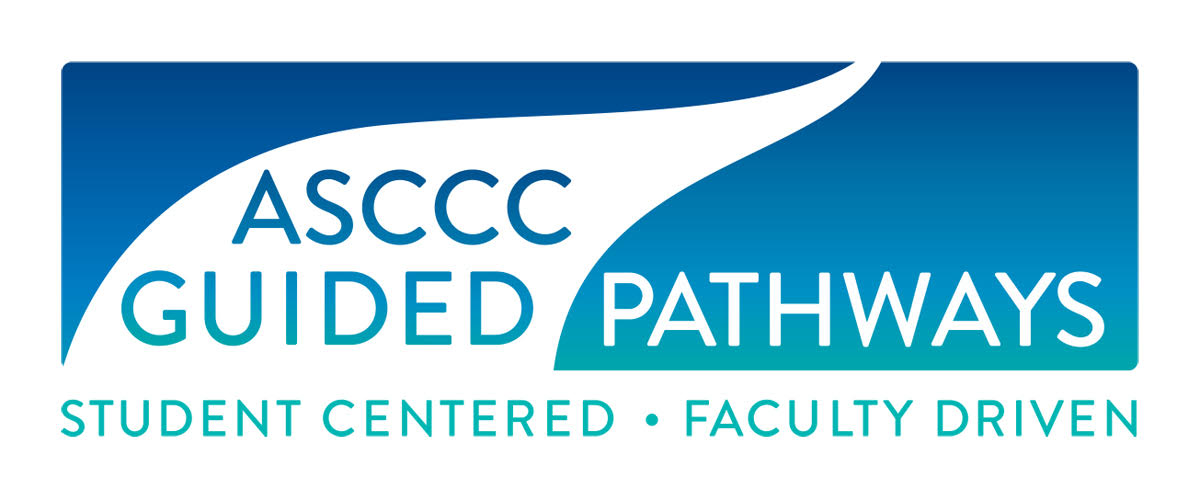 ASCCC
GUIDED PATHWAYS
STUDENT CENTERED • FACULTY DRIVEN